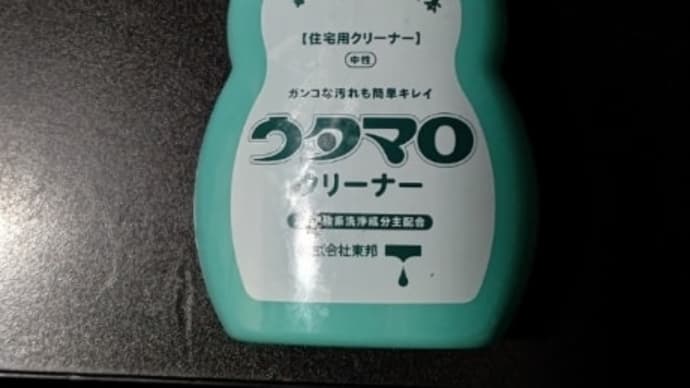 【住宅用クリーナー】
中性
ガンコな汚れも簡単キレイ
ウタマロ
クリーナー
酸系洗浄成分主配合
式会社東邦